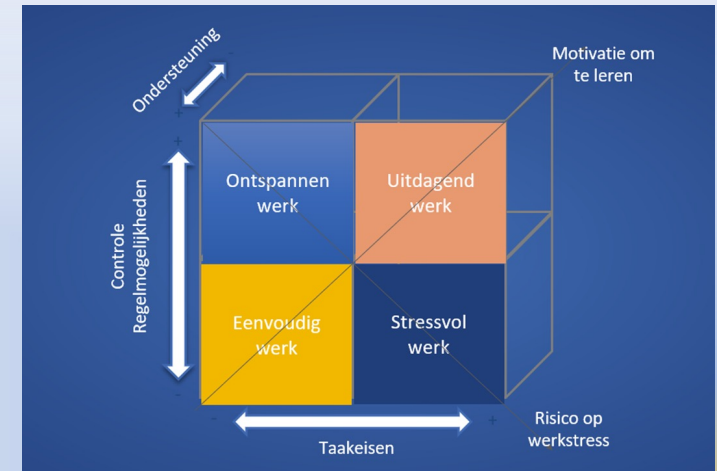 Ondersteuning
-
+
Motivatie om
te leren
+
Controle
Regelmogelijkheden
-
Ontspannen
werk
Uitdagend
werk
Eenvoudig
werk
Stressvol
werk
-
+
Taakeisen
Risico op
werkstress